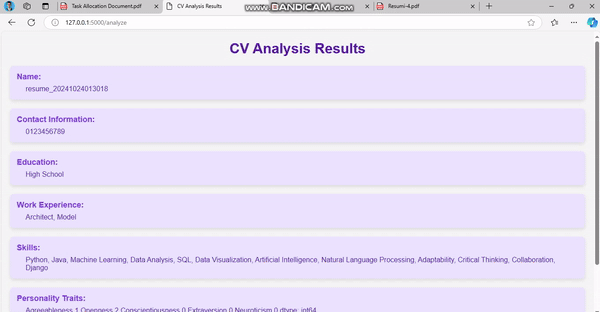 Task Allocation Document.pdf
CV Analysis Results
Resumi-4.pdf
www.BANDICAM.com
127.0.0.1:5000/analyze
CV Analysis Results
Name:
resume_20241024013018
Contact Information:
0123456789
Education:
High School
Work Experience:
Architect, Model
Skills:
Python, Java, Machine Learning, Data Analysis, SQL, Data Visualization, Artificial Intelligence, Natural Language Processing, Adaptability, Critical Thinking, Collaboration,
Django
Personality Traits:
Agreeableness 1 Openness 2 Conscientiousness 0 Extraversion 0 Neuroticism 0 dtype: int64